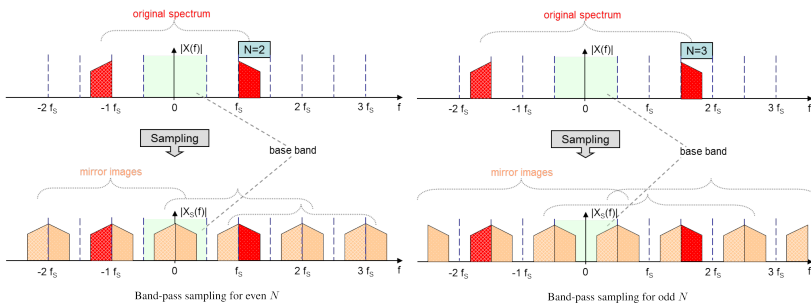 original spectrum
N=2
|X(f)|
-2 fS
-1 fS
0
fS
2 fS
3 fS
f
Sampling
base band
mirror images
|XS(f)|
-2 fS
-1 fS
0
fS
2 fS
3 fS
f
Band-pass sampling for even N
original spectrum
|X(f)|
N=3
-2 fS
-1 fS
0
fS
2 fS
3 fS
f
Sampling
base band
mirror images
|XS(f)|
-2 fS
-1 fS
0
fS
2 fS
3 fS
f
Band-pass sampling for odd N